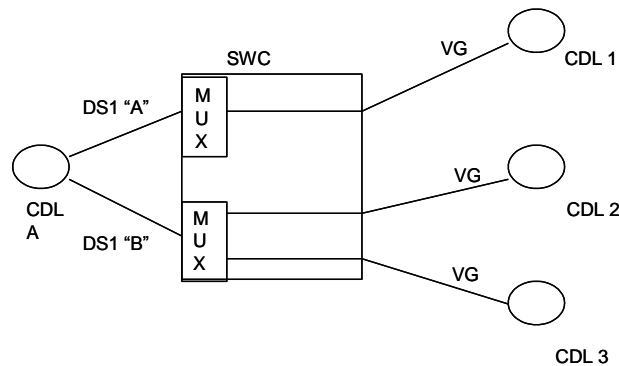 SWC
VG
CDL 1
DS1 “A”
M
U
X
CDL
A
VG
CDL 2
DS1 “B”
M
U
X
VG
CDL 3